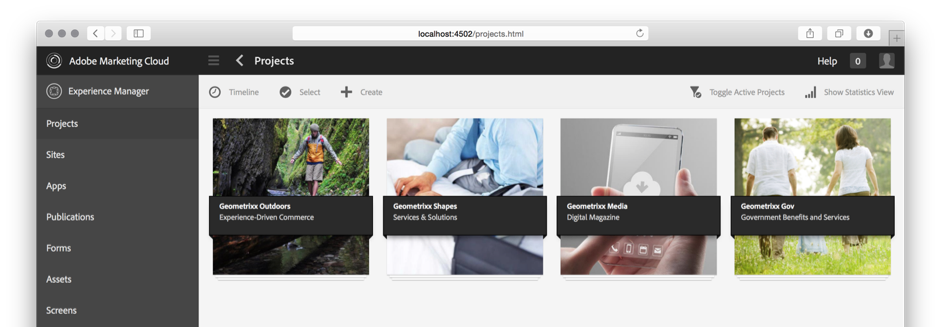 localhost:4502/projects.html
Adobe Marketing Cloud
Projects
Help
0
Experience Manager
Timeline
Select
Create
Toggle Active Projects
Show Statistics View
Projects
Sites
Apps
Publications
Forms
Assets
Screens
Geometrixx Outdoors
Experience-Driven Commerce
Geometrixx Shapes
Services & Solutions
Geometrixx Media
Digital Magazine
Geometrixx Gov
Government Benefits and Services